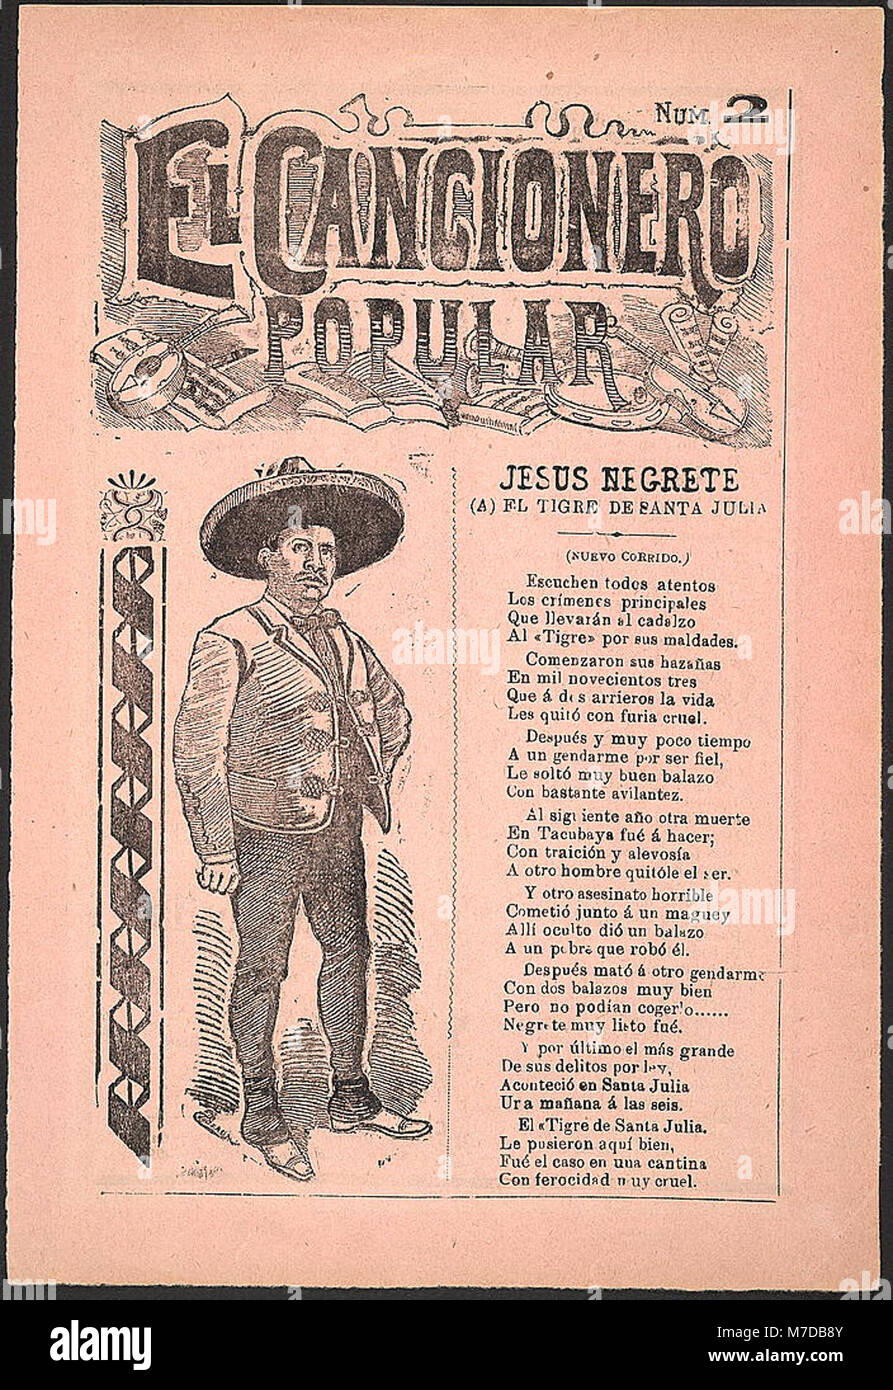 NUM. 2
EL CANCIONERO
POPULAR
JESUS NEGRETE
(A) EL TIGRE DE SANTA JULIA
(NUEVO CORRIDO.)
Escuchen todos atentos
Los crímenes principales
Que llevarán al cadalzo
Al «Tigre» por sus maldades.
Comenzaron sus hazañas
En mil novecientos tres
Que á dos arrieros la vida
Les quitó con furia cruel.
Después y muy poco tiempo
A un gendarme por ser fiel,
Le soltó muy buen balazo
Con bastante avilantez.
Al siguiente año otra muerte
En Tacubaya fué á hacer;
Con traición y alevosía
A otro hombre quitóle el ser.
Y otro asesinato horrible
Cometió junto á un maguey
Allí oculto dió un balazo
A un pobre que robó él.
Después mató á otro gendarme
Con dos balazos muy bien
Pero no podían cogerlo......
Negrete muy listo fué.
Y por último el más grande
De sus delitos por ley,
Aconteció en Santa Julia
Una mañana á las seis.
El «Tigre de Santa Julia.
Le pusieron aquí bien,
Fué el caso en una cantina
Con ferocidad muy cruel.
alamy
Image ID: M7DB8Y
www.alamy.com